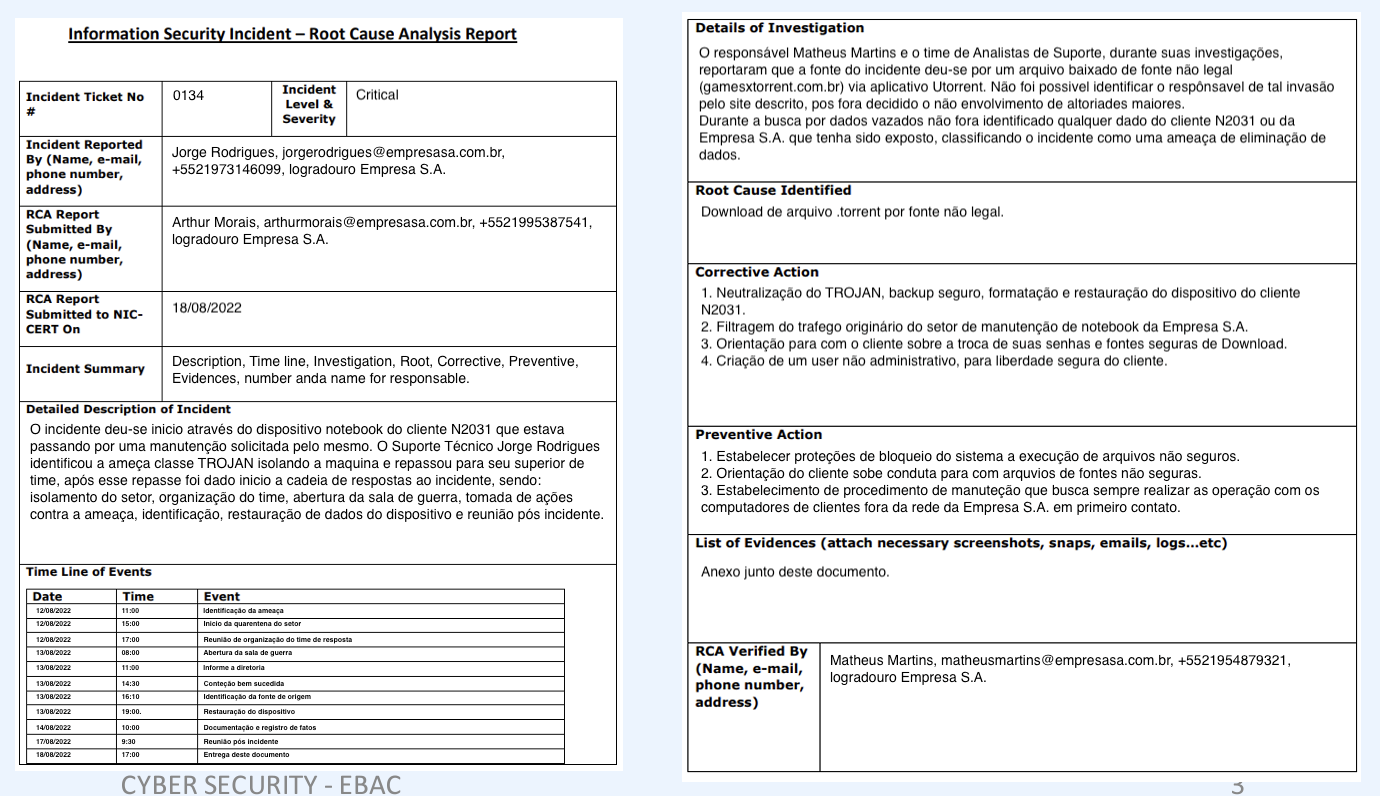 Information Security Incident – Root Cause Analysis Report
Incident Ticket No
#
0134
Incident
Level &
Severity
Critical
Incident Reported
By (Name, e-mail,
phone number,
address)
Jorge Rodrigues, jorgerodrigues@empresasa.com.br,
+5521973146099, logradouro Empresa S.A.
RCA Report
Submitted By
(Name, e-mail,
phone number,
address)
Arthur Morais, arthurmorais@empresasa.com.br, +5521995387541,
logradouro Empresa S.A.
RCA Report
Submitted to NIC-
CERT On
18/08/2022
Incident Summary
Description, Time line, Investigation, Root, Corrective, Preventive,
Evidences, number anda name for responsable.
Detailed Description of Incident
O incidente deu-se inicio através do dispositivo notebook do cliente N2031 que estava
passando por uma manutenção solicitada pelo mesmo. O Suporte Técnico Jorge Rodrigues
identificou a ameça classe TROJAN isolando a maquina e repassou para seu superior de
time, após esse repasse foi dado inicio a cadeia de respostas ao incidente, sendo:
isolamento do setor, organização do time, abertura da sala de guerra, tomada de ações
contra a ameaça, identificação, restauração de dados do dispositivo e reunião pós incidente.
Time Line of Events
Date Time Event
12/08/2022 11:00 Identificação da ameaça
12/08/2022 15:00 Inicio da quarentena do setor
12/08/2022 17:00 Reunião de organização do time de resposta
13/08/2022 08:00 Abertura da sala de guerra
13/08/2022 11:00 Informe a diretoria
13/08/2022 14:30 Conteção bem sucedida
13/08/2022 16:10 Identificação da fonte de origem
13/08/2022 19:00. Restauração do dispositivo
14/08/2022 10:00 Documentação e registro de fatos
17/08/2022 9:30 Reunião pós incidente
18/08/2022 17:00 Entrega deste documento
Details of Investigation
O responsável Matheus Martins e o time de Analistas de Suporte, durante suas investigações,
reportaram que a fonte do incidente deu-se por um arquivo baixado de fonte não legal
(gamesxtorrent.com.br) via aplicativo Utorrent. Não foi possivel identificar o respônsavel de tal invasão
pelo site descrito, pos fora decidido o não envolvimento de altoriades maiores.
Durante a busca por dados vazados não fora identificado qualquer dado do cliente N2031 ou da
Empresa S.A. que tenha sido exposto, classificando o incidente como uma ameaça de eliminação de
dados.
Root Cause Identified
Download de arquivo .torrent por fonte não legal.
Corrective Action
1. Neutralização do TROJAN, backup seguro, formatação e restauração do dispositivo do cliente
N2031.
2. Filtragem do trafego originário do setor de manutenção de notebook da Empresa S.A.
3. Orientação para com o cliente sobre a troca de suas senhas e fontes seguras de Download.
4. Criação de um user não administrativo, para liberdade segura do cliente.
Preventive Action
1. Estabelecer proteções de bloqueio do sistema a execução de arquivos não seguros.
2. Orientação do cliente sobe conduta para com arquvios de fontes não seguras.
3. Estabelecimento de procedimento de manuteção que busca sempre realizar as operação com os
computadores de clientes fora da rede da Empresa S.A. em primeiro contato.
List of Evidences (attach necessary screenshots, snaps, emails, logs...etc)
Anexo junto deste documento.
RCA Verified By
(Name, e-mail,
phone number,
address)
Matheus Martins, matheusmartins@empresasa.com.br, +5521954879321,
logradouro Empresa S.A.
CYBER SECURITY - EBAC
3